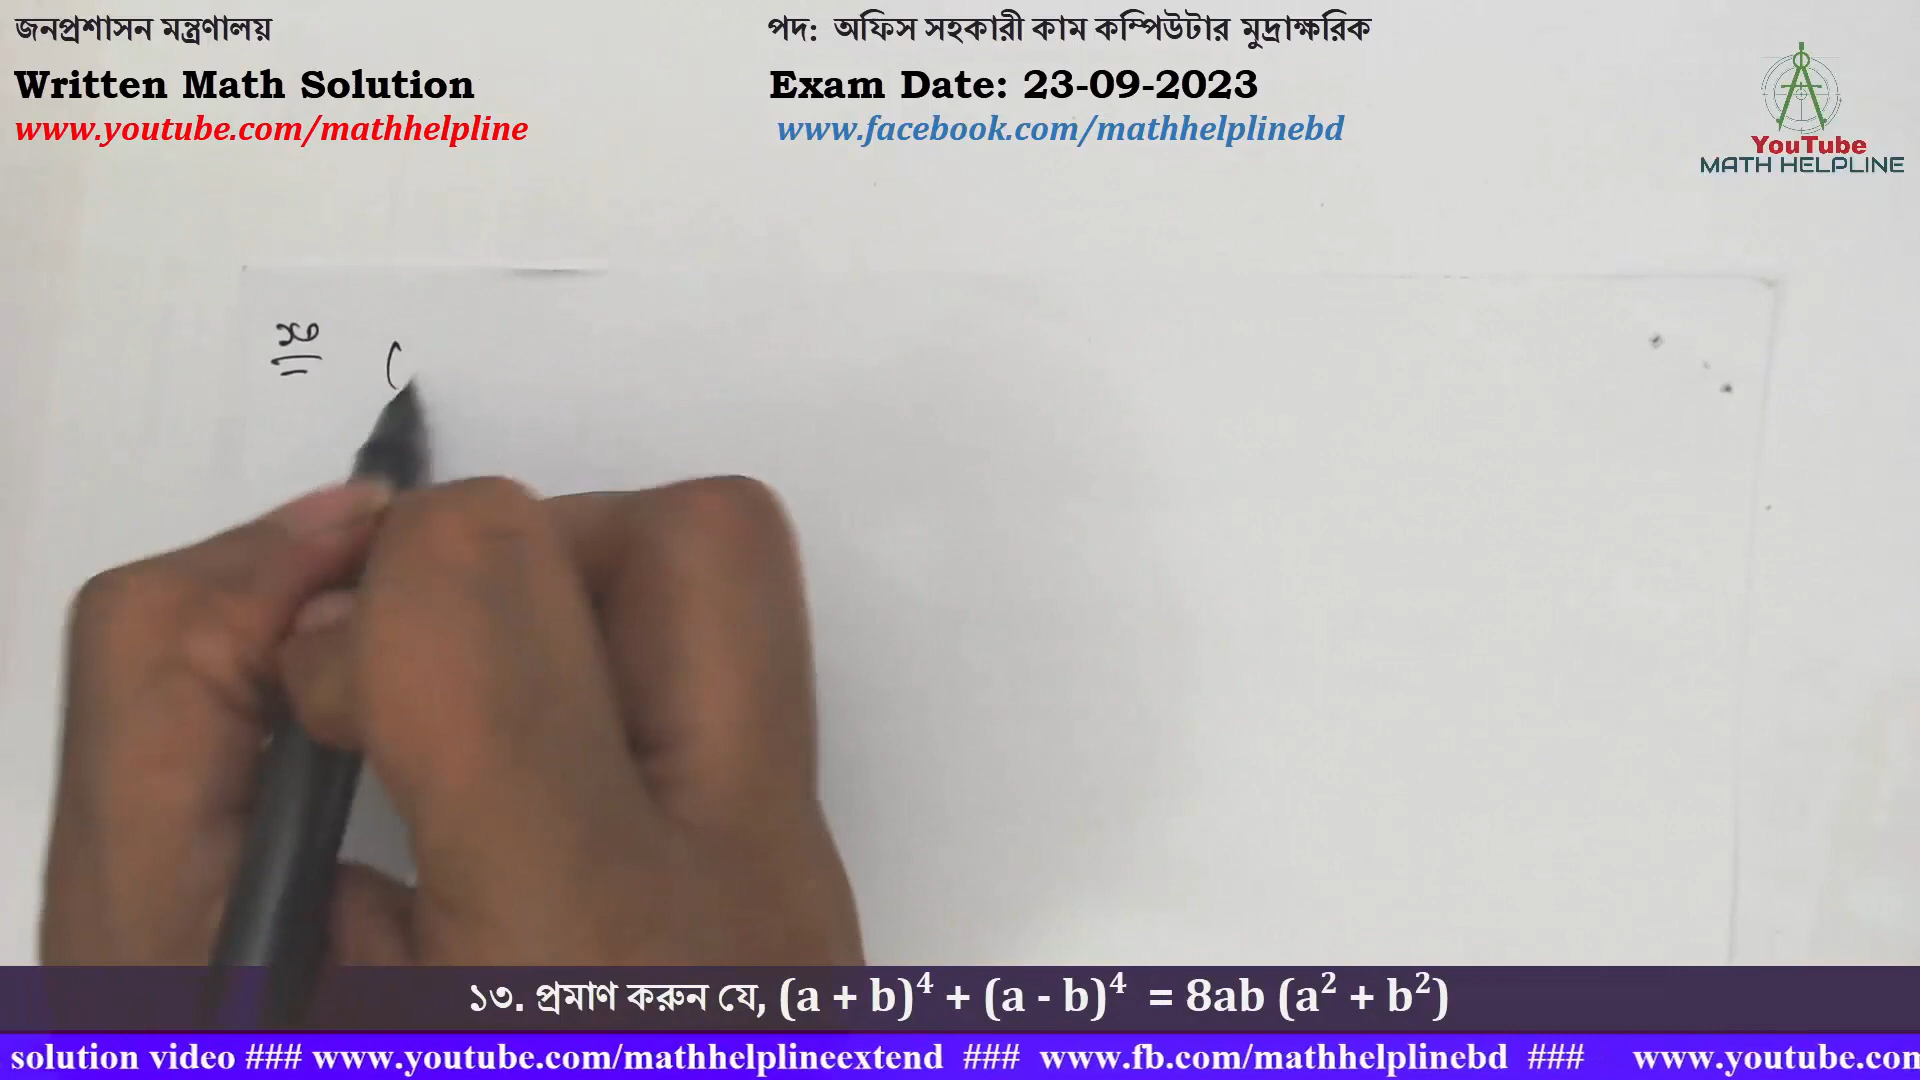 জনপ্রশাসন মন্ত্রণালয়
পদ: অফিস সহকারী কাম কম্পিউটার মুদ্রাক্ষরিক
Written Math Solution
Exam Date: 23-09-2023
www.youtube.com/mathhelpline
www.facebook.com/mathhelplinebd
YouTube
MATH HELPLINE
(
১৩. প্রমাণ করুন যে, (a + b)⁴ + (a - b)⁴ = 8ab (a² + b²)
solution video ### www.youtube.com/mathhelplineextend ### www.fb.com/mathhelplinebd ### www.youtube.com